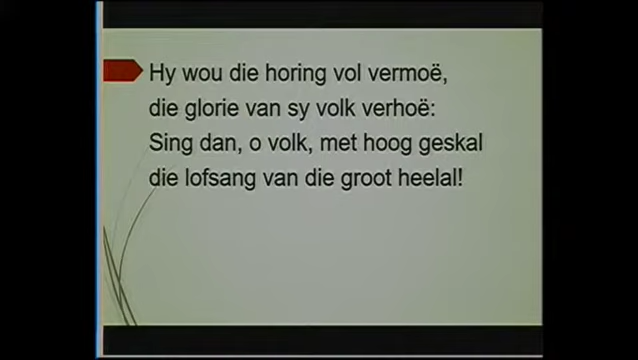 Hy wou die horing vol vermoë,
die glorie van sy volk verhoë:
Sing dan, o volk, met hoog geskal
die lofsang van die groot heelal!